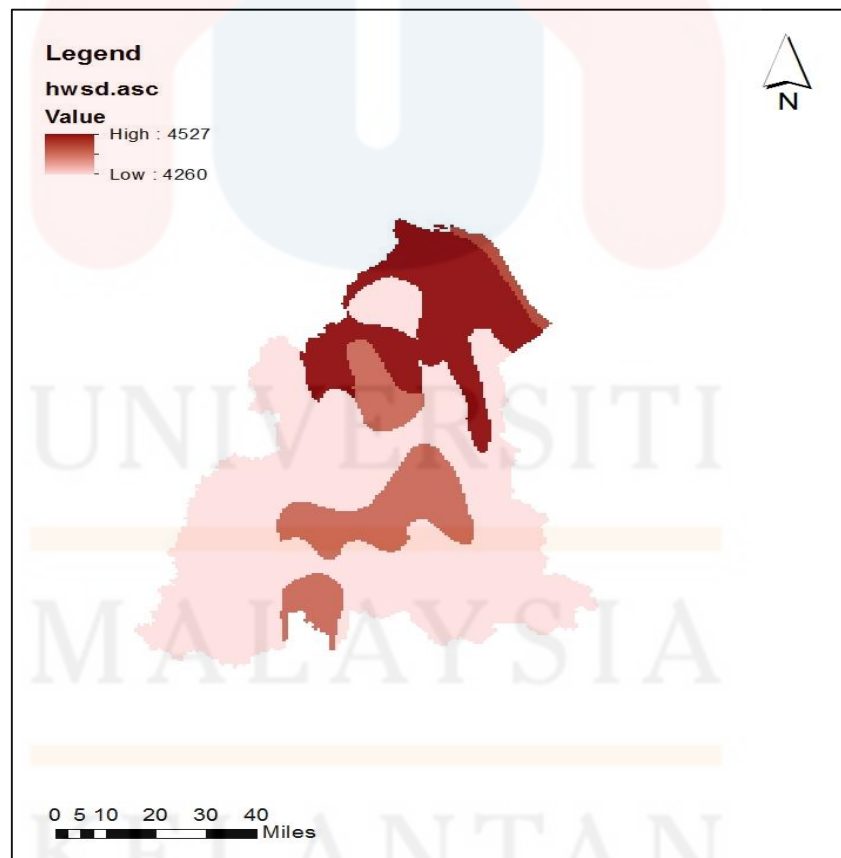 Legend
hwsd.asc
Value
High : 4527
Low : 4260
N
UNIVERSITI
MALAYSIA
KELANTAN
0 5 10 20 30 40
Miles